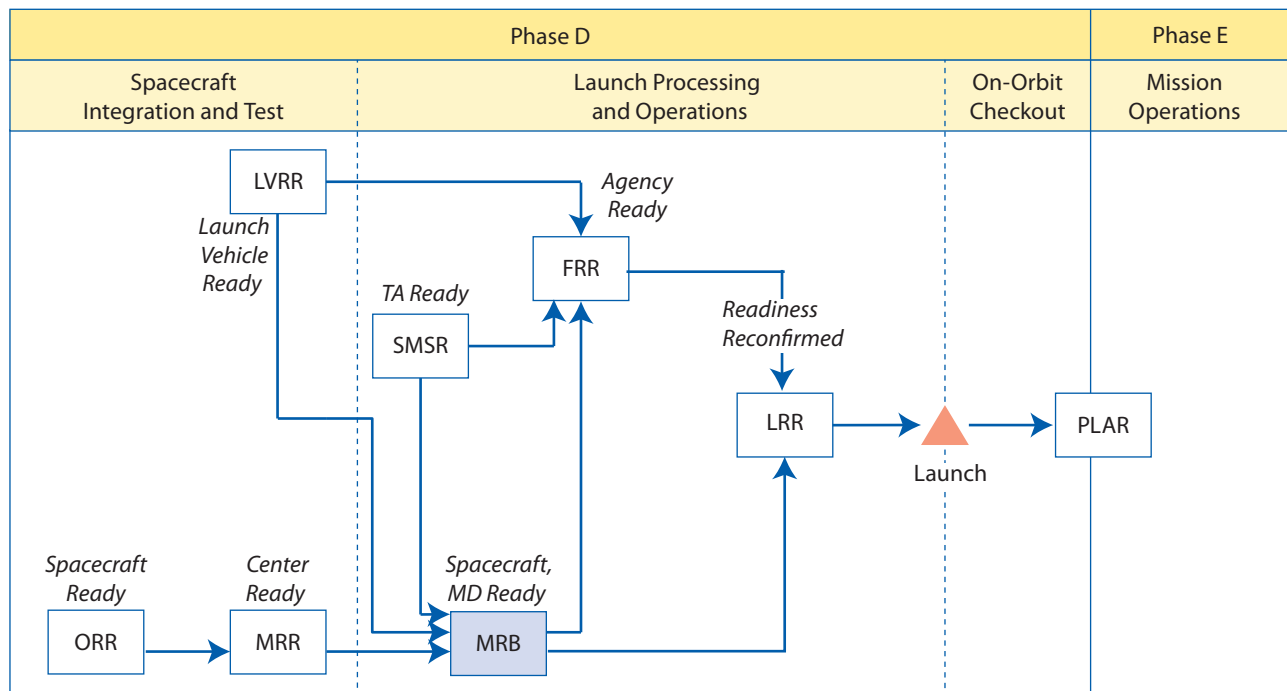 Phase D
Phase E
Spacecraft
Integration and Test
Launch Processing
and Operations
On-Orbit
Checkout
Mission
Operations
LVRR
Launch
Vehicle
Ready
Agency
Ready
FRR
TA Ready
SMSR
Readiness
Reconfirmed
LRR
Launch
PLAR
Spacecraft
Ready
ORR
Center
Ready
MRR
Spacecraft,
MD Ready
MRB